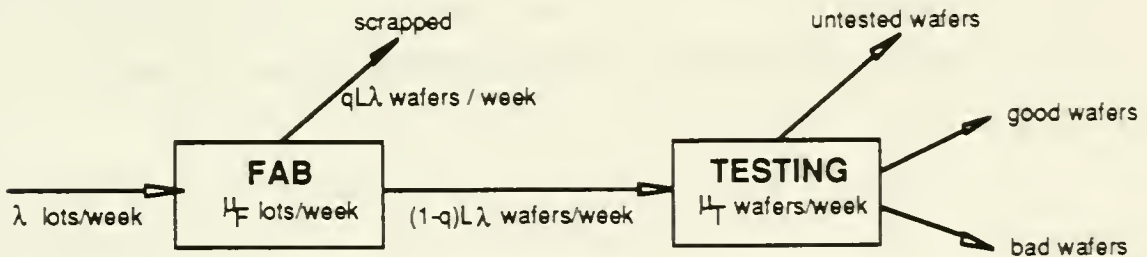 scrapped
untested wafers
qLλ wafers / week
good wafers
FAB
μF lots/week
TESTING
μT wafers/week
λ lots/week
(1-q)Lλ wafers/week
bad wafers